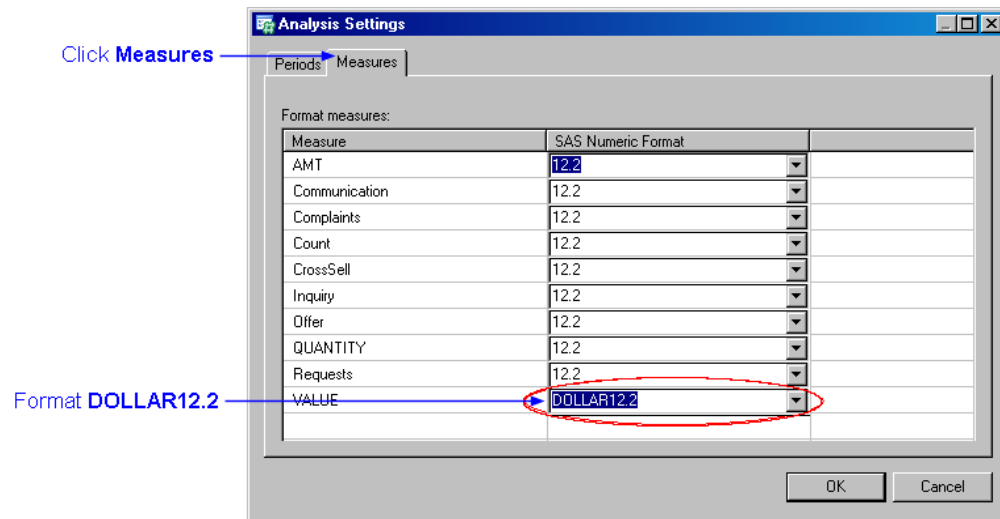 Analysis Settings
Click Measures
Periods Measures
Format measures:
Measure SAS Numeric Format
AMT 12.2
Communication 12.2
Complaints 12.2
Count 12.2
CrossSell 12.2
Inquiry 12.2
Offer 12.2
QUANTITY 12.2
Requests 12.2
Format DOLLAR12.2
VALUE DOLLAR12.2
OK Cancel